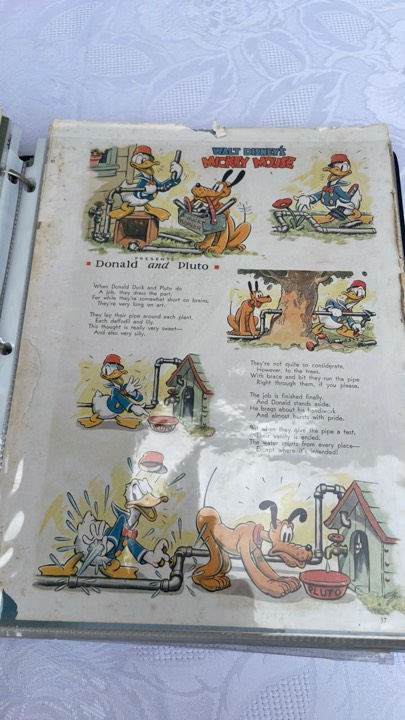 WALT DISNEY'S
MICKEY MOUSE
PRESENTS
Donald and Pluto
When Donald Duck and Pluto do
A job, they dress the part,
For while they're somewhat short on brains,
They're very long on art.
They lay their pipe around each plant,
Each daffodil and lily.
This thought is really very sweet—
And also very silly.
They're not quite so considerate,
However, to the trees.
With brace and bit they run the pipe
Right through them, if you please.
The job is finished finally,
And Donald stands aside.
He brags about his handiwork
And almost bursts with pride.
But when they give the pipe a test,
Their vanity is ended.
The water spurts from every place—
Except where it's intended!
PLUTO
17